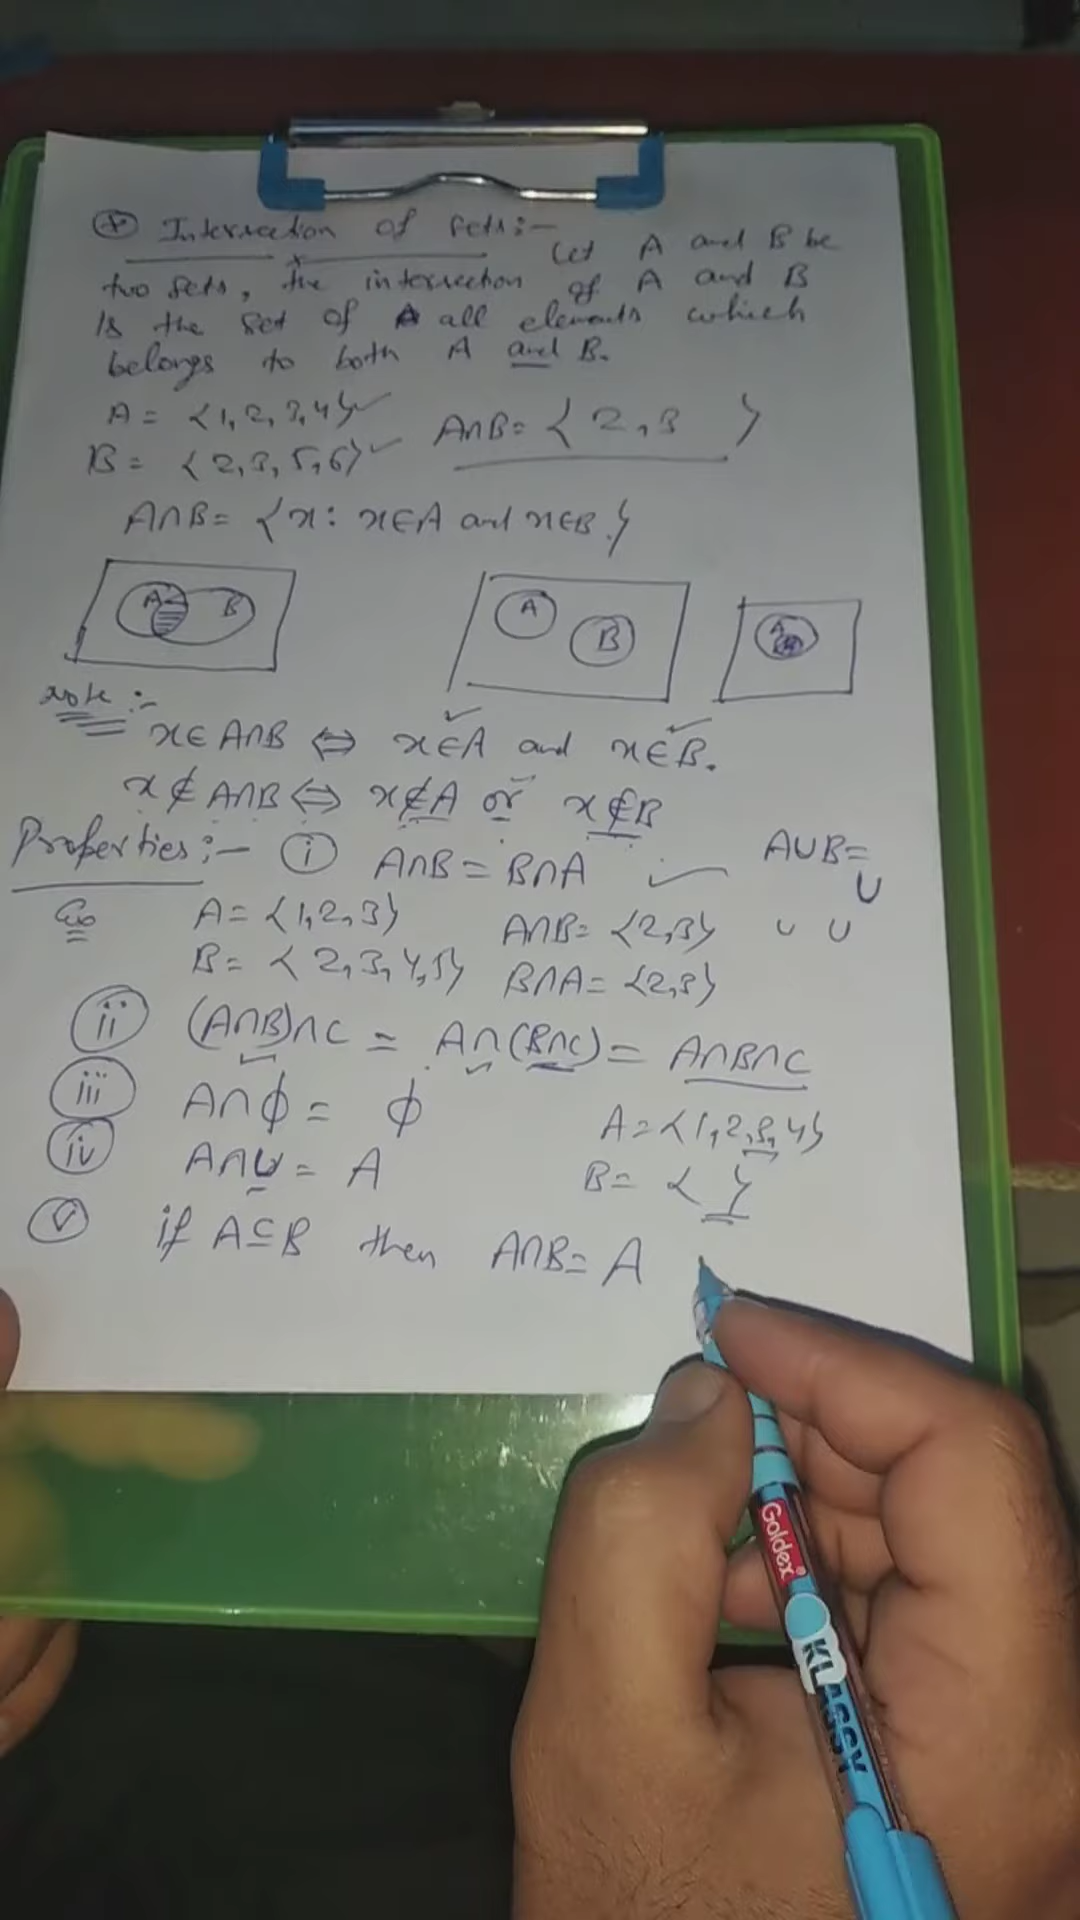 Intersection of Sets:-
Let A and B be
two sets, the intersection of A and B
is the set of all elements which
belongs to both A and B.
A = {1, 2, 3, 4} ✓
B = {2, 3, 5, 6} ✓
A∩B = {2, 3 }
A∩B = {x : x∈A and x∈B.}
A B
A B
A
Note :-
x∈A∩B ⇔ x∈A and x∈B.
x∉A∩B ⇔ x∉A or x∉B
Properties :- (i) A∩B = B∩A ✓
A∪B =
∪
∪ ∪
A = {1, 2, 3}
B = {2, 3, 4, 5}
A∩B = {2, 3}
B∩A = {2, 3}
(ii) (A∩B)∩C = A∩(B∩C) = A∩B∩C
(iii) A∩ϕ = ϕ
(iv) A∩U = A
A = {1, 2, 3, 4}
B = { }
(v) if A⊆B then A∩B = A
Goldex®
KLASSY